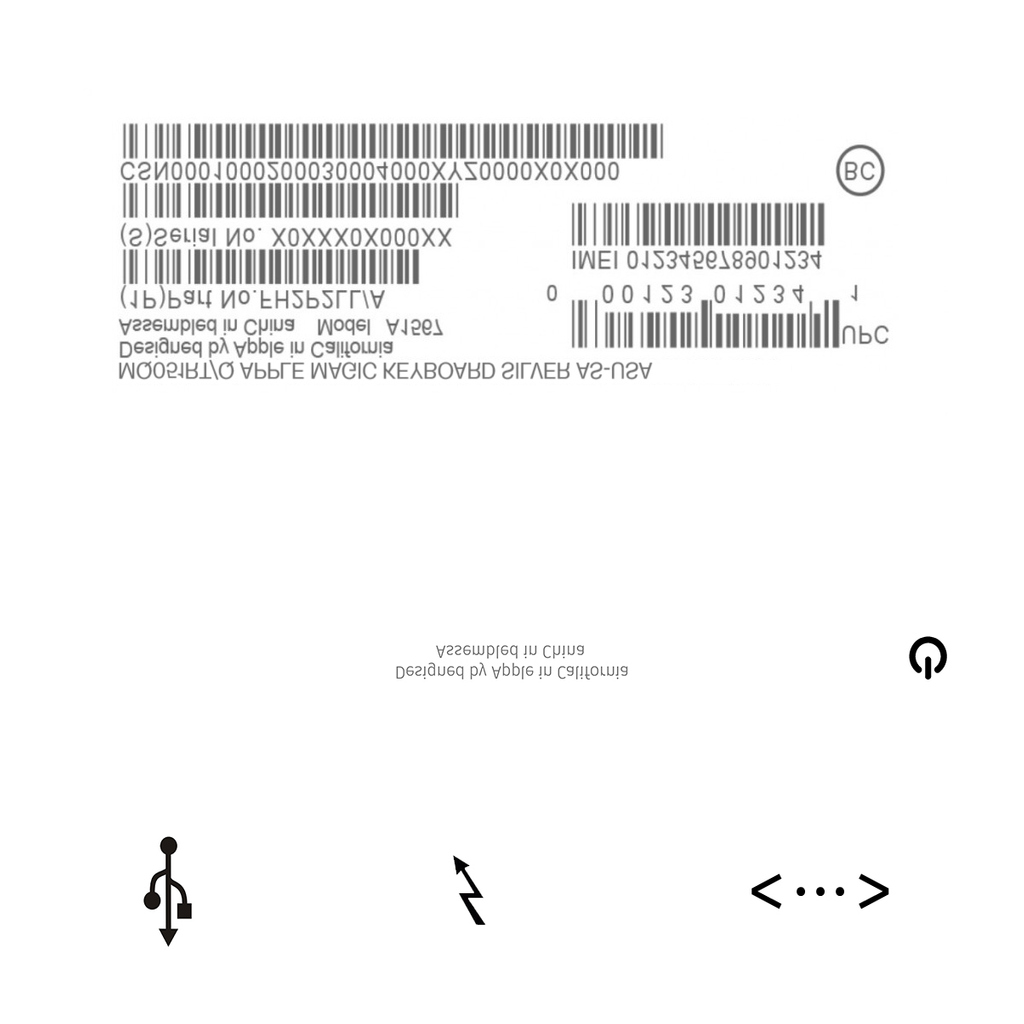 Designed by Apple in California
Assembled in China
MQ051RT/Q APPLE MAGIC KEYBOARD SILVER AS-USA
Designed by Apple in California
Assembled in China Model A1567
(1P)Part No.FH2P2LL/A
(S)Serial No. X0XXX0X000XX
CSN0001000200030004000XYZ0000X0X000
UPC
0 00123 01234 1
IMEI 012345678901234
BC